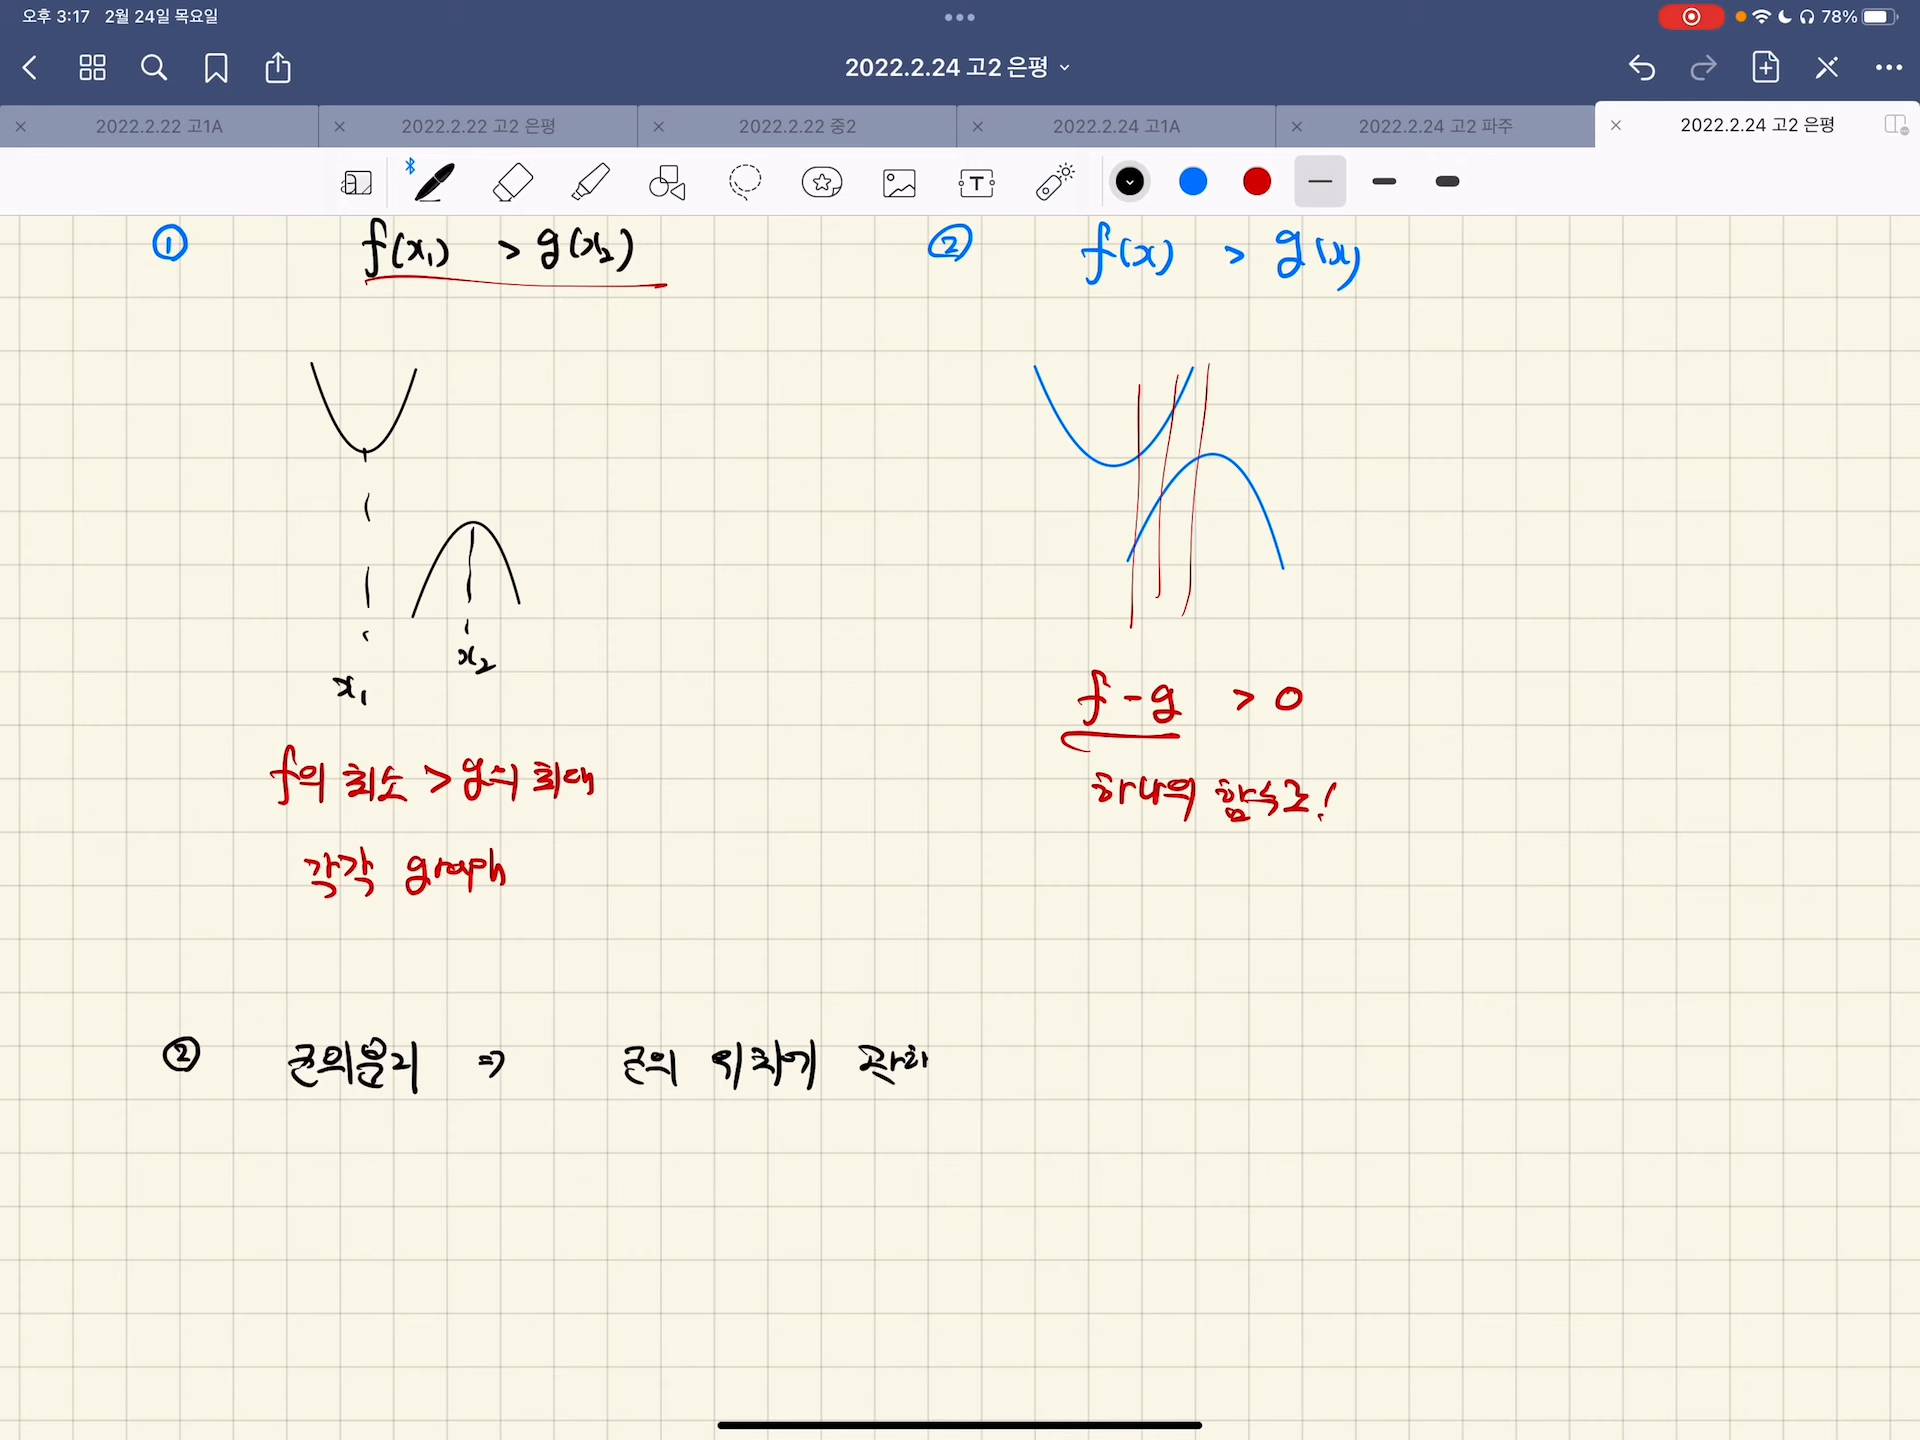 오후 3:17 2월 24일 목요일
78%
2022.2.24 고2 은평
2022.2.22 고1A
2022.2.22 고2 은평
2022.2.22 중2
2022.2.24 고1A
2022.2.24 고2 파주
2022.2.24 고2 은평
① f(x₁) > g(x₂)
② f(x) > g(x)
x₂
x₁
f - g > 0
f의 최소 > g의 최대
하나의 함수로!
각각 graph
② 근의분리 ⇒ 근의 위치에 관하